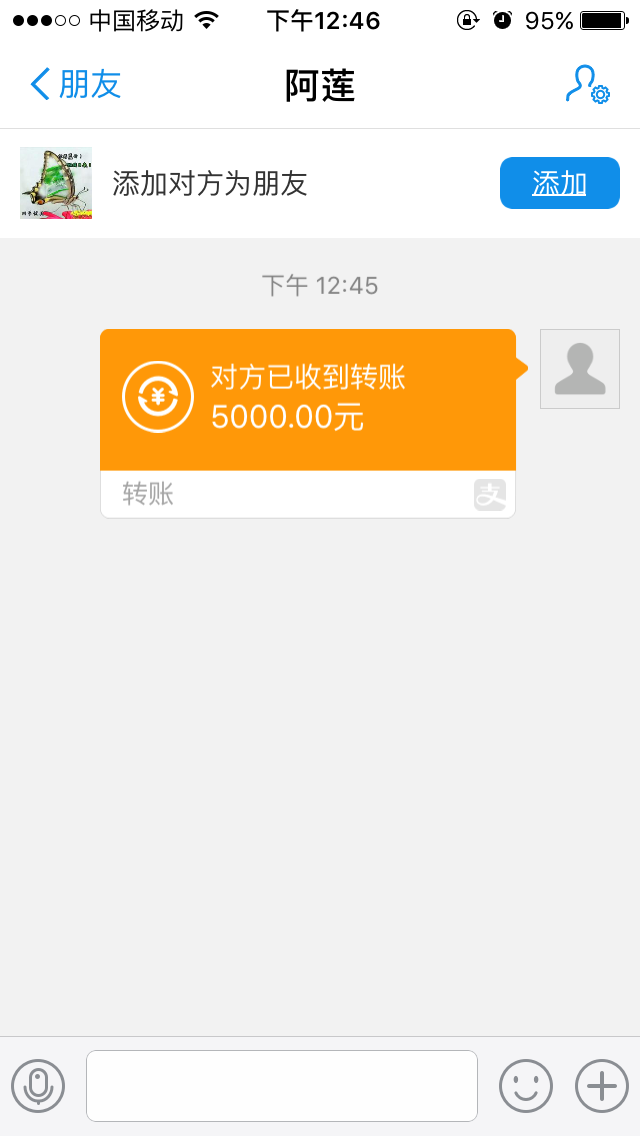 中国移动 下午12:46 95%
朋友 阿莲
添加对方为朋友 添加
下午 12:45
对方已收到转账
5000.00元
转账 支